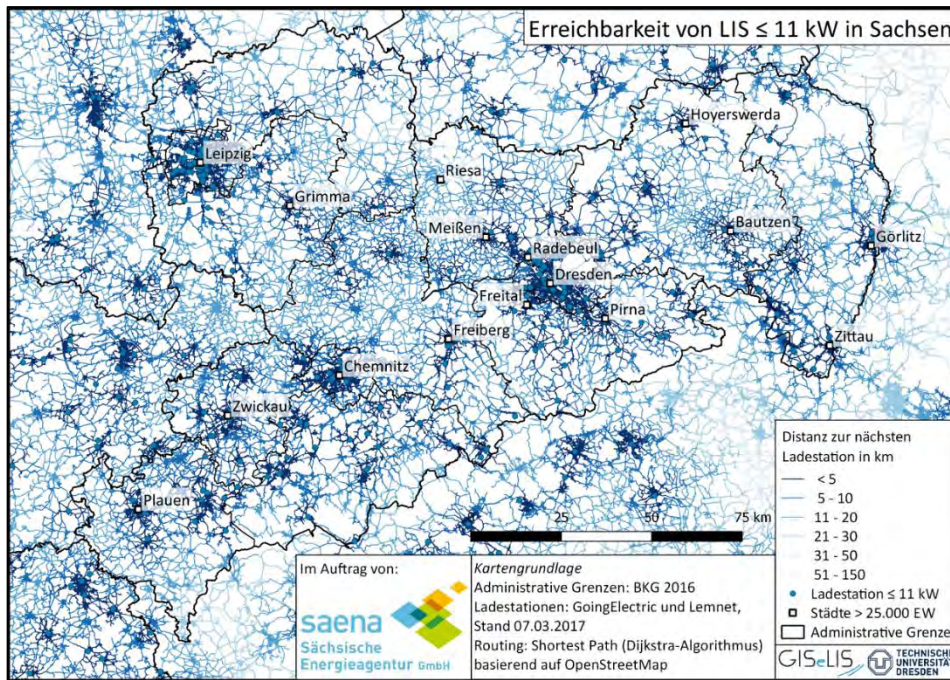 Erreichbarkeit von LIS ≤ 11 kW in Sachsen
Hoyerswerda
Leipzig
Riesa
Grimma
Meißen
Bautzen
Görlitz
Radebeul
Dresden
Freital
Pirna
Freiberg
Zittau
Chemnitz
Zwickau
Plauen
25 50 75 km
Distanz zur nächsten
Ladestation in km
< 5
5 - 10
11 - 20
21 - 30
31 - 50
51 - 150
Ladestation ≤ 11 kW
Städte > 25.000 EW
Administrative Grenze
Im Auftrag von:
saena
Sächsische
Energieagentur GmbH
Kartengrundlage
Administrative Grenzen: BKG 2016
Ladestationen: GoingElectric und Lemnet,
Stand 07.03.2017
Routing: Shortest Path (Dijkstra-Algorithmus)
basierend auf OpenStreetMap
GISeLIS
TECHNISCHE
UNIVERSITÄT
DRESDEN